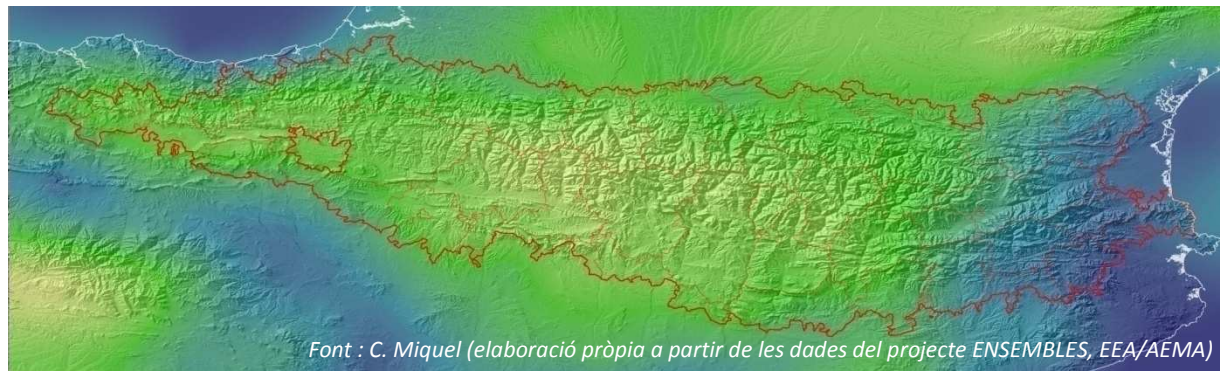 Font : C. Miquel (elaboració pròpia a partir de les dades del projecte ENSEMBLES, EEA/AEMA)